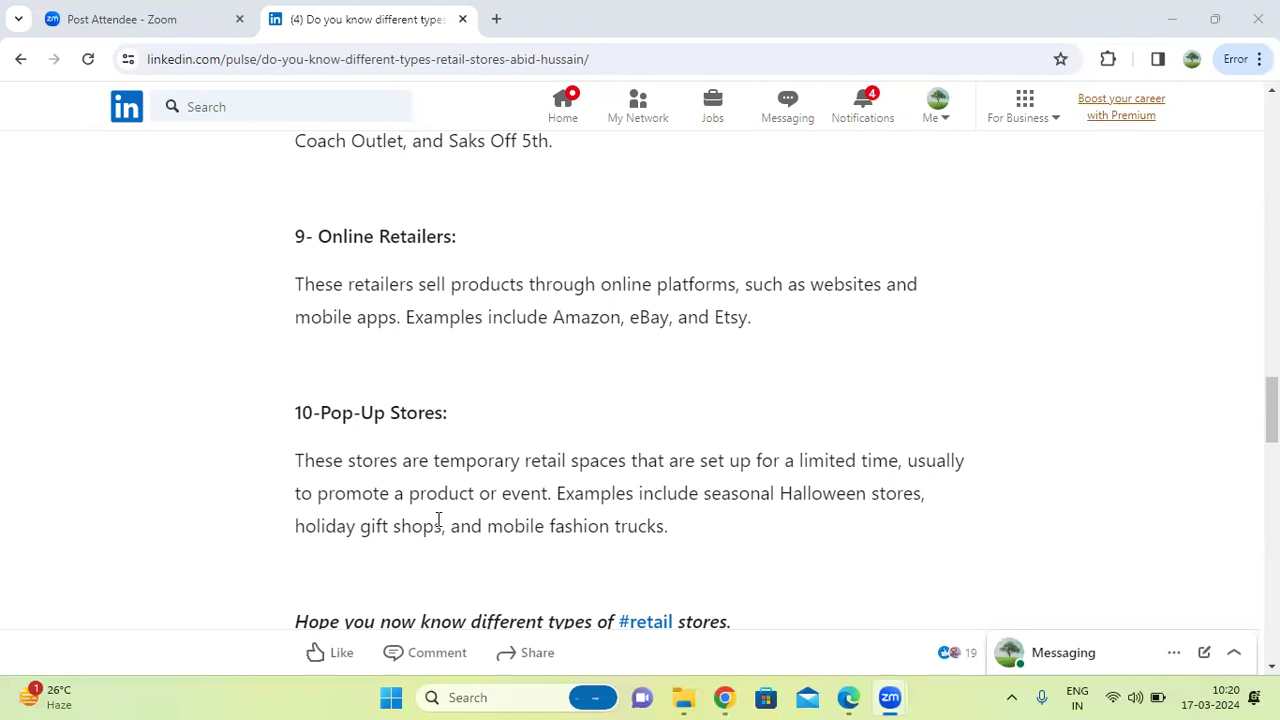 Post Attendee - Zoom
(4) Do you know different types
linkedin.com/pulse/do-you-know-different-types-retail-stores-abid-hussain/
Error
in
Search
Home
My Network
Jobs
Messaging
4
Notifications
Me
For Business
Boost your career
with Premium
Coach Outlet, and Saks Off 5th.
9- Online Retailers:
These retailers sell products through online platforms, such as websites and
mobile apps. Examples include Amazon, eBay, and Etsy.
10-Pop-Up Stores:
These stores are temporary retail spaces that are set up for a limited time, usually
to promote a product or event. Examples include seasonal Halloween stores,
holiday gift shops, and mobile fashion trucks.
Hope you now know different types of #retail stores.
Like
Comment
Share
19
Messaging
1
26°C
Haze
Search
zm
ENG
IN
10:20
17-03-2024